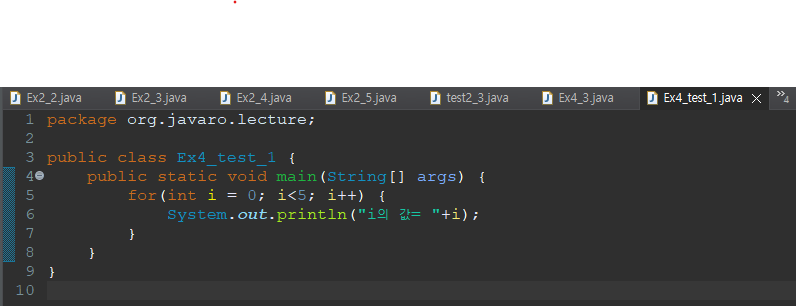 Ex2_2.java Ex2_3.java Ex2_4.java Ex2_5.java test2_3.java Ex4_3.java Ex4_test_1.java »4
1 package org.javaro.lecture;
2
3 public class Ex4_test_1 {
4 public static void main(String[] args) {
5 for(int i = 0; i<5; i++) {
6 System.out.println("i의 값= "+i);
7 }
8 }
9 }
10